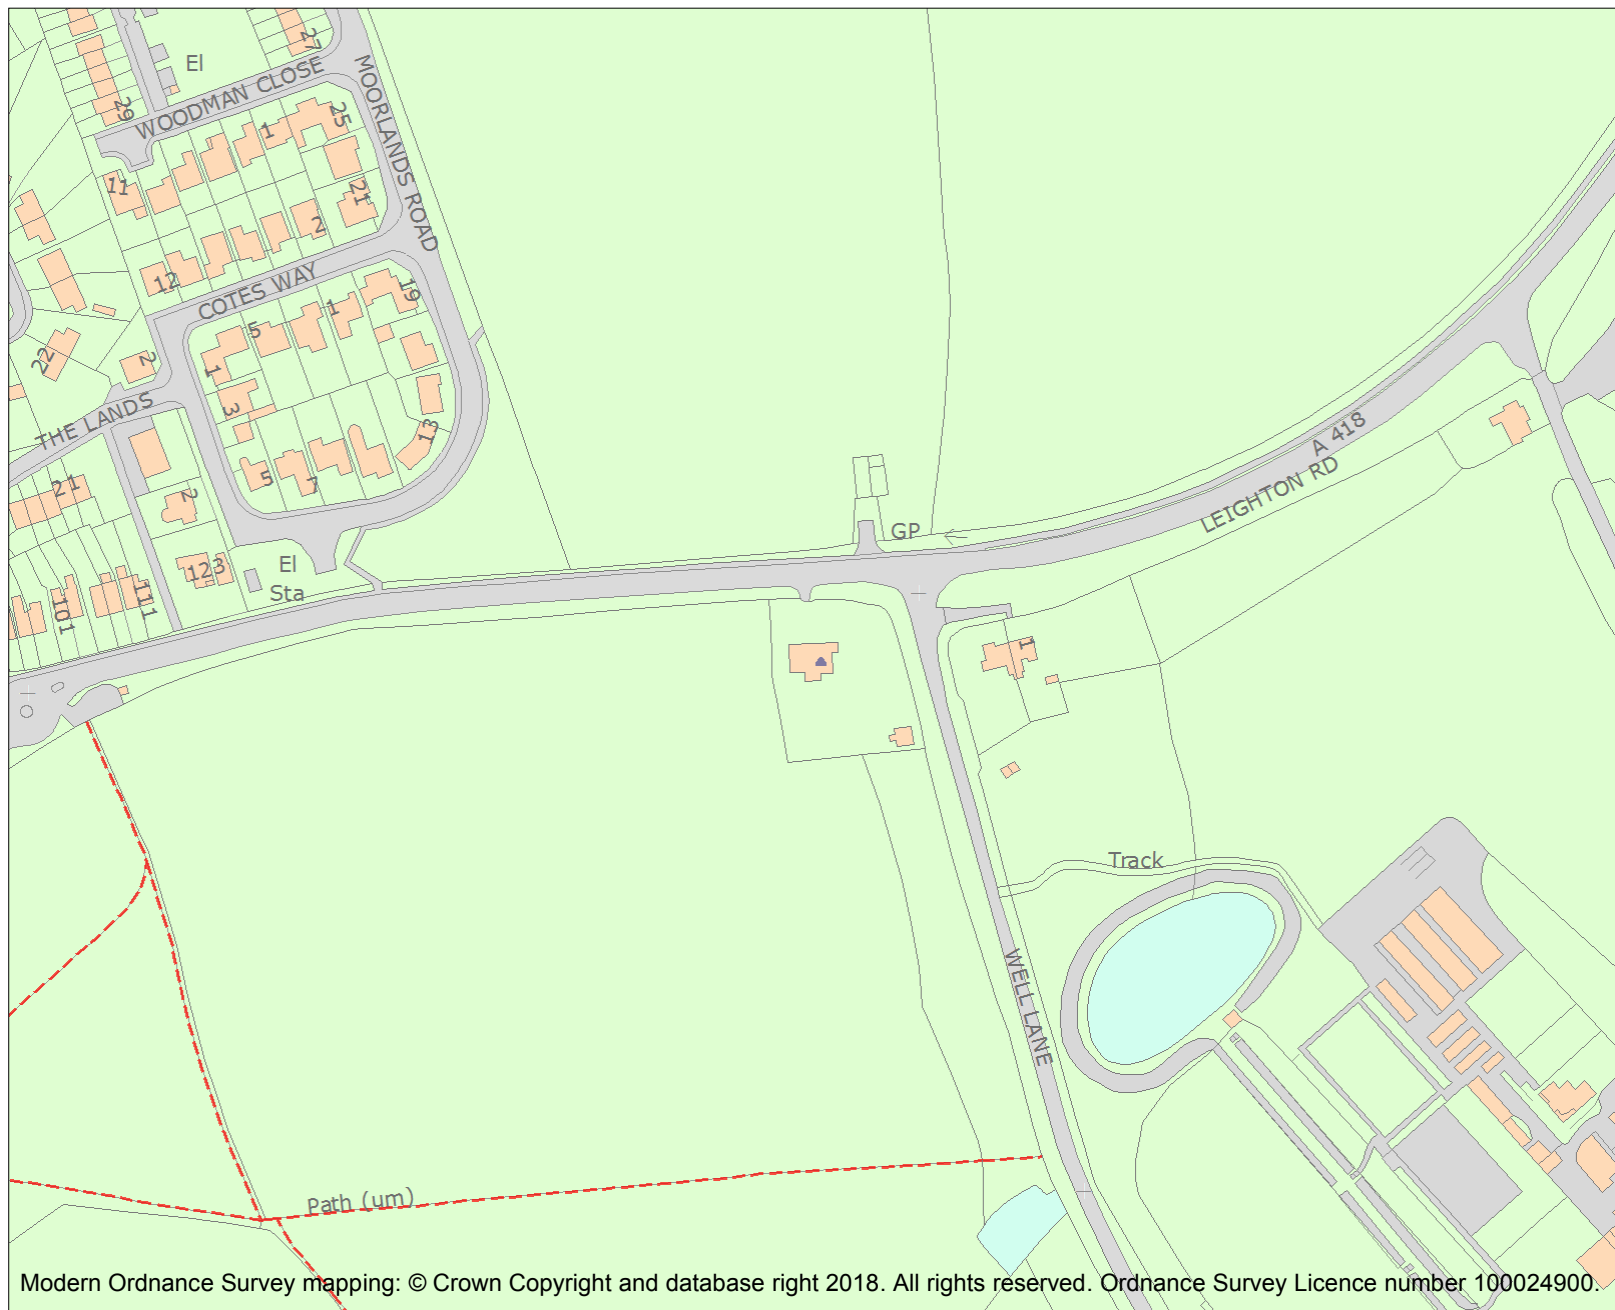 El
27
MOORLANDS ROAD
WOODMAN CLOSE
29
25
1
11
21
2
12
COTES WAY
19
1
5
22
2
1
3
THE LANDS
13
5
7
21
2
A 418
LEIGHTON RD
GP
El
Sta
123
101
111
1
Track
WELL LANE
Path (um)
Modern Ordnance Survey mapping: © Crown Copyright and database right 2018. All rights reserved. Ordnance Survey Licence number 100024900.